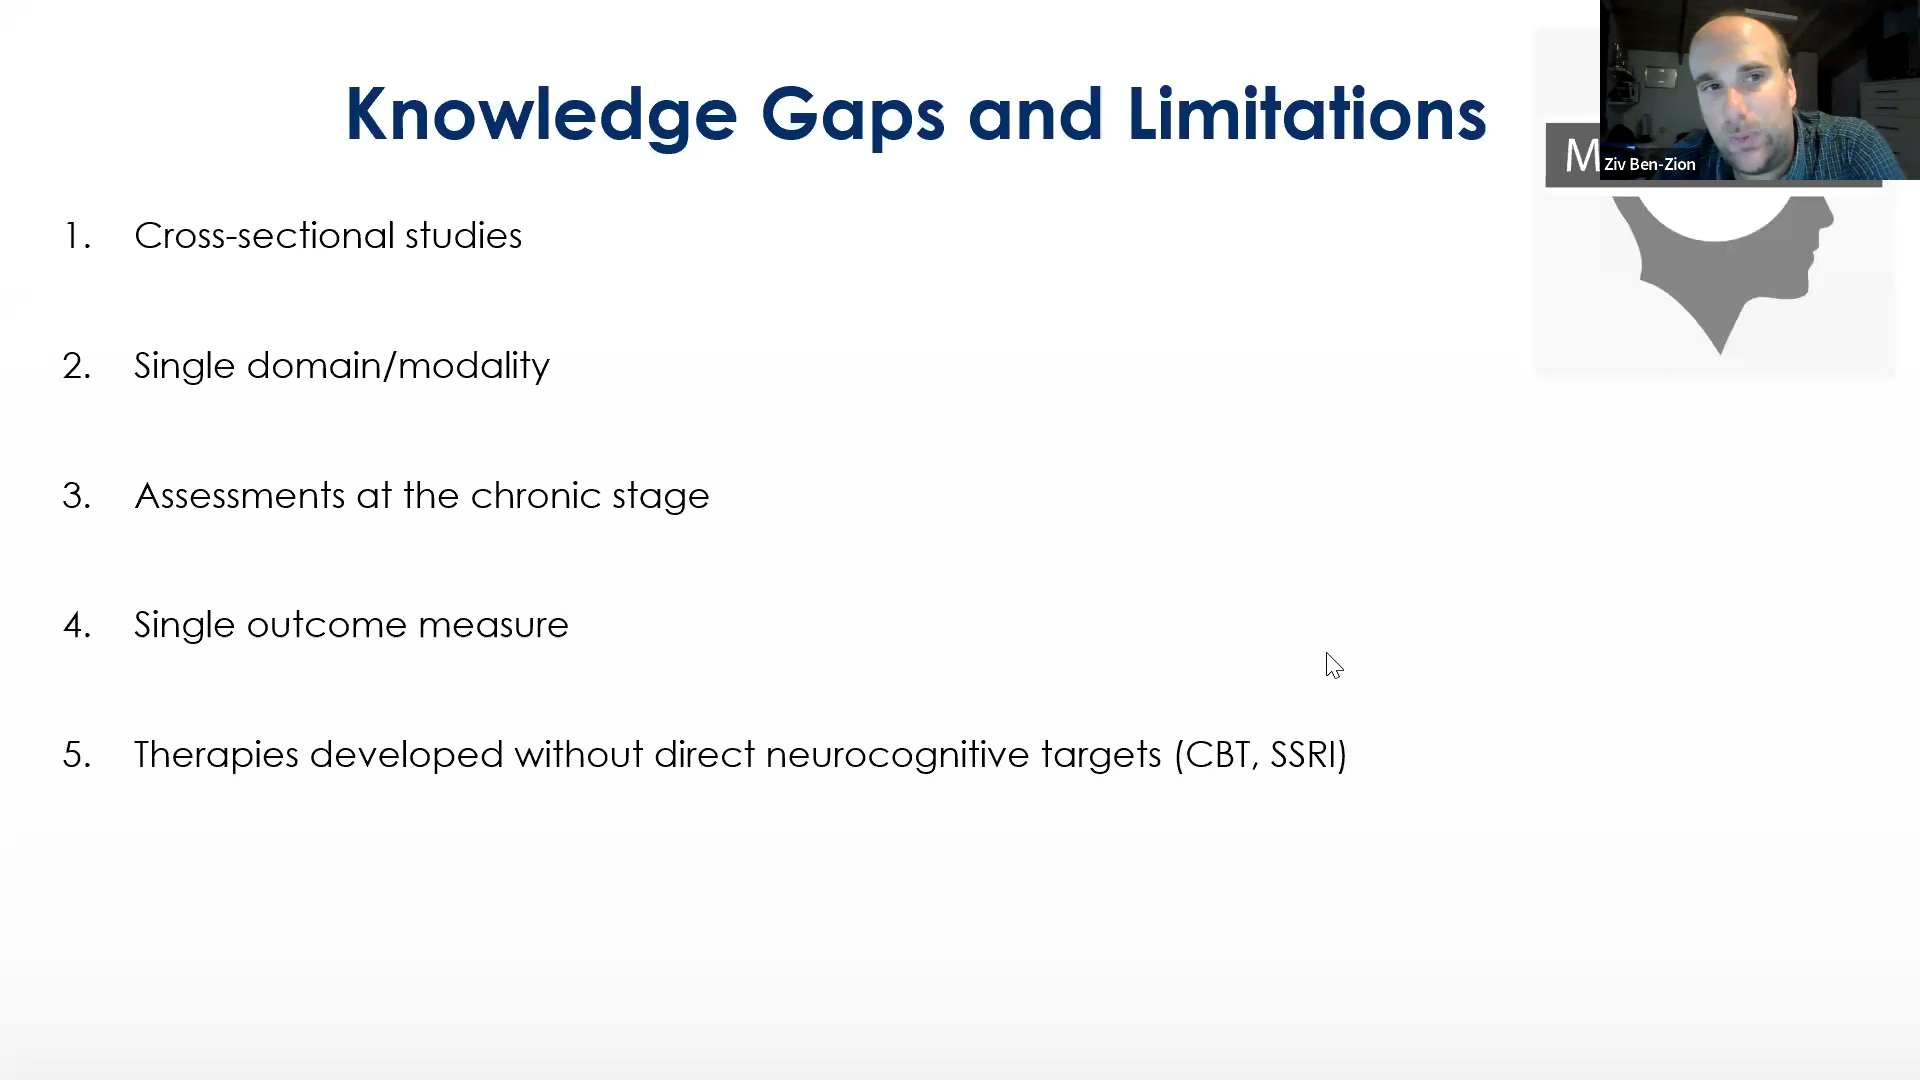 Knowledge Gaps and Limitations
M
Ziv Ben-Zion
1. Cross-sectional studies
2. Single domain/modality
3. Assessments at the chronic stage
4. Single outcome measure
5. Therapies developed without direct neurocognitive targets (CBT, SSRI)